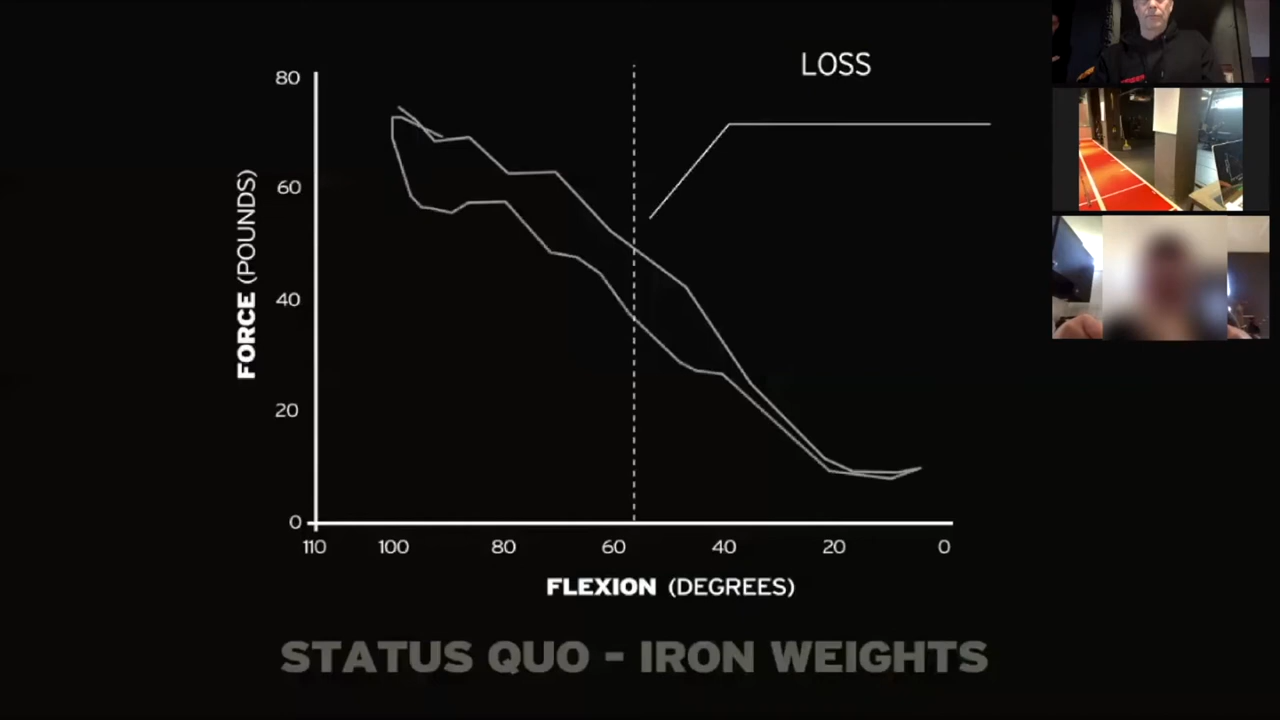 LOSS
80
60
40
20
0
FORCE (POUNDS)
110 100 80 60 40 20 0
FLEXION (DEGREES)
STATUS QUO - IRON WEIGHTS